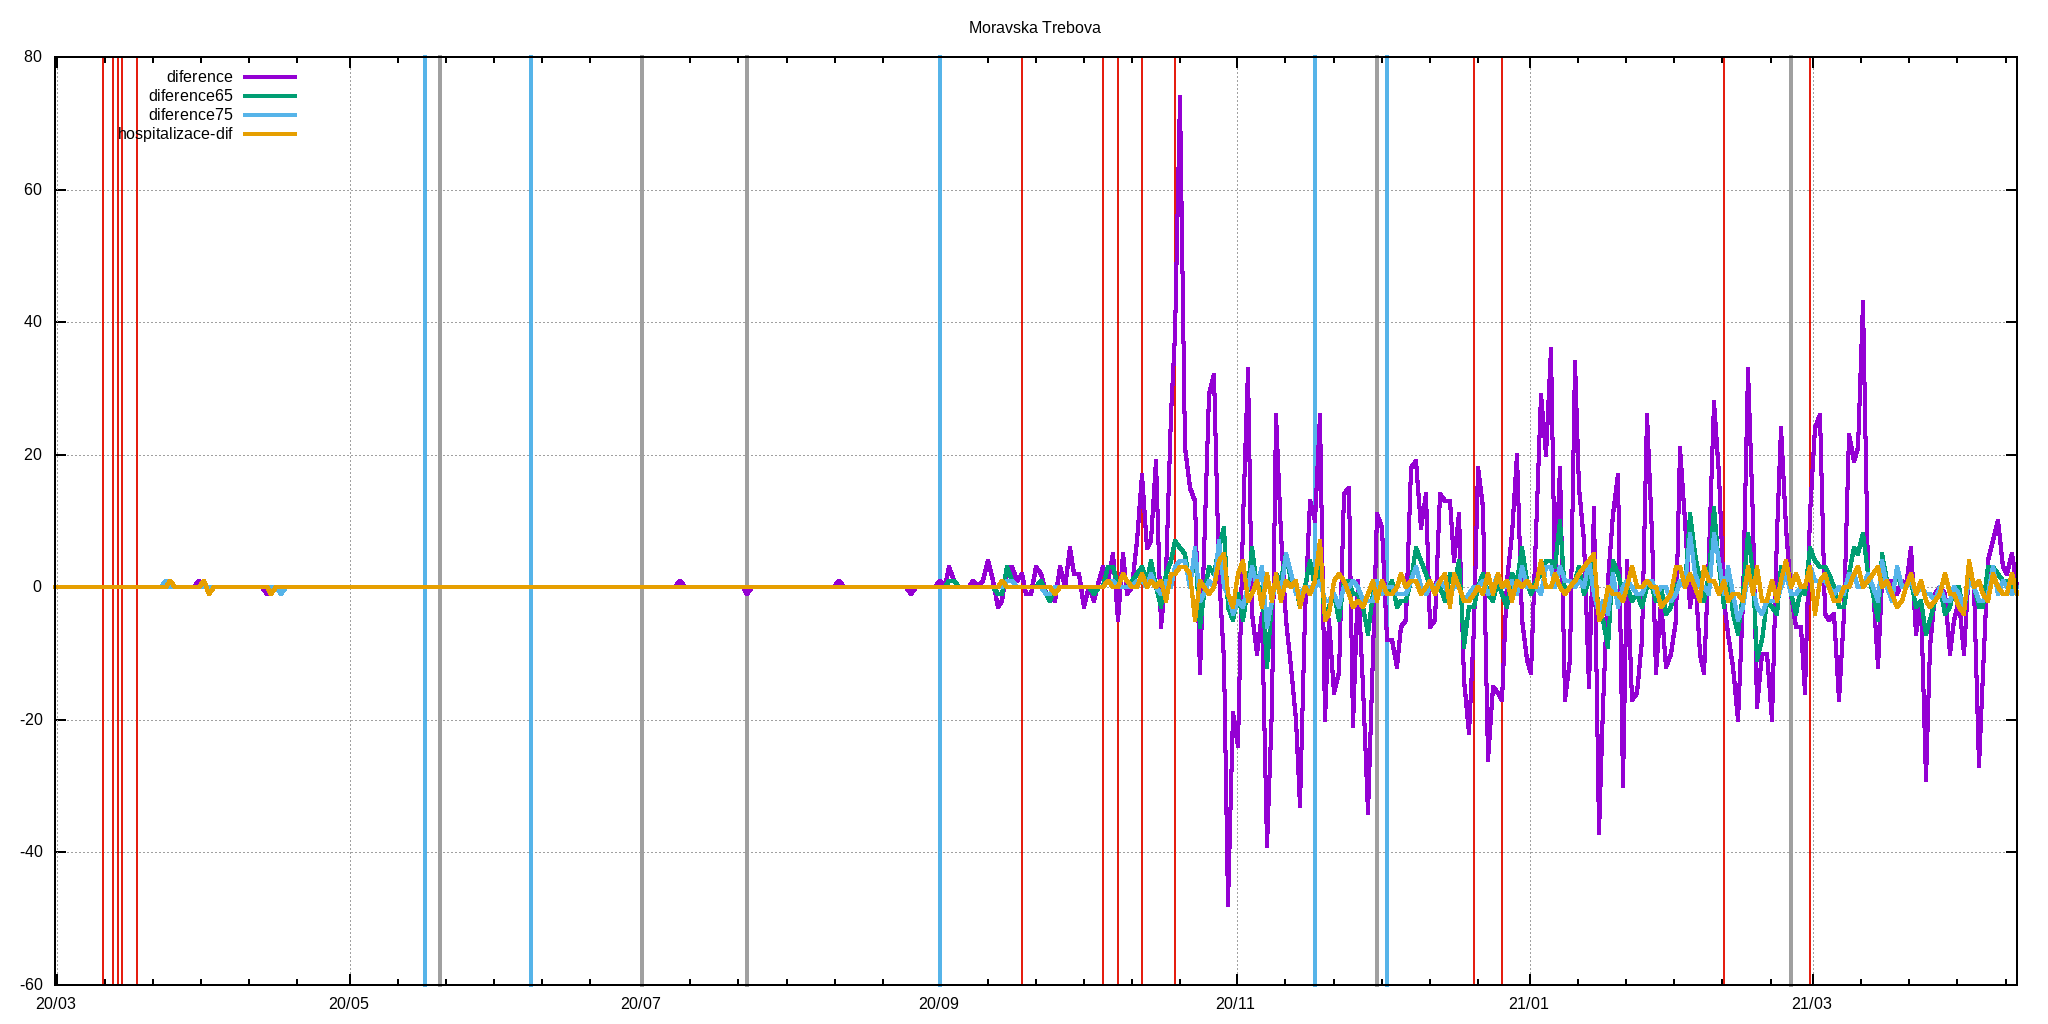 Moravska Trebova
80
diference
diference65
diference75
hospitalizace-dif
60
40
20
0
-20
-40
-60
20/03 20/05 20/07 20/09 20/11 21/01 21/03